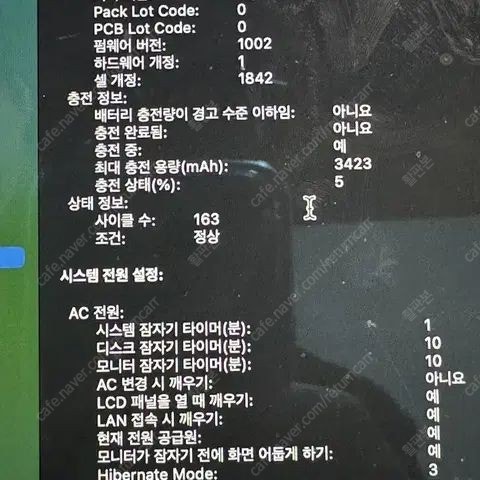 Pack Lot Code: 0
PCB Lot Code: 0
펌웨어 버전: 1002
하드웨어 개정: 1
셀 개정: 1842
충전 정보:
배터리 충전량이 경고 수준 이하임: 아니요
충전 완료됨: 아니요
충전 중: 예
최대 충전 용량(mAh): 3423
충전 상태(%): 5
상태 정보:
사이클 수: 163
조건: 정상
시스템 전원 설정:
AC 전원:
시스템 잠자기 타이머(분): 1
디스크 잠자기 타이머(분): 10
모니터 잠자기 타이머(분): 10
AC 변경 시 깨우기: 아니요
LCD 패널을 열 때 깨우기: 예
LAN 접속 시 깨우기: 예
현재 전원 공급원: 예
모니터가 잠자기 전에 화면 어둡게 하기: 예
Hibernate Mode: 3